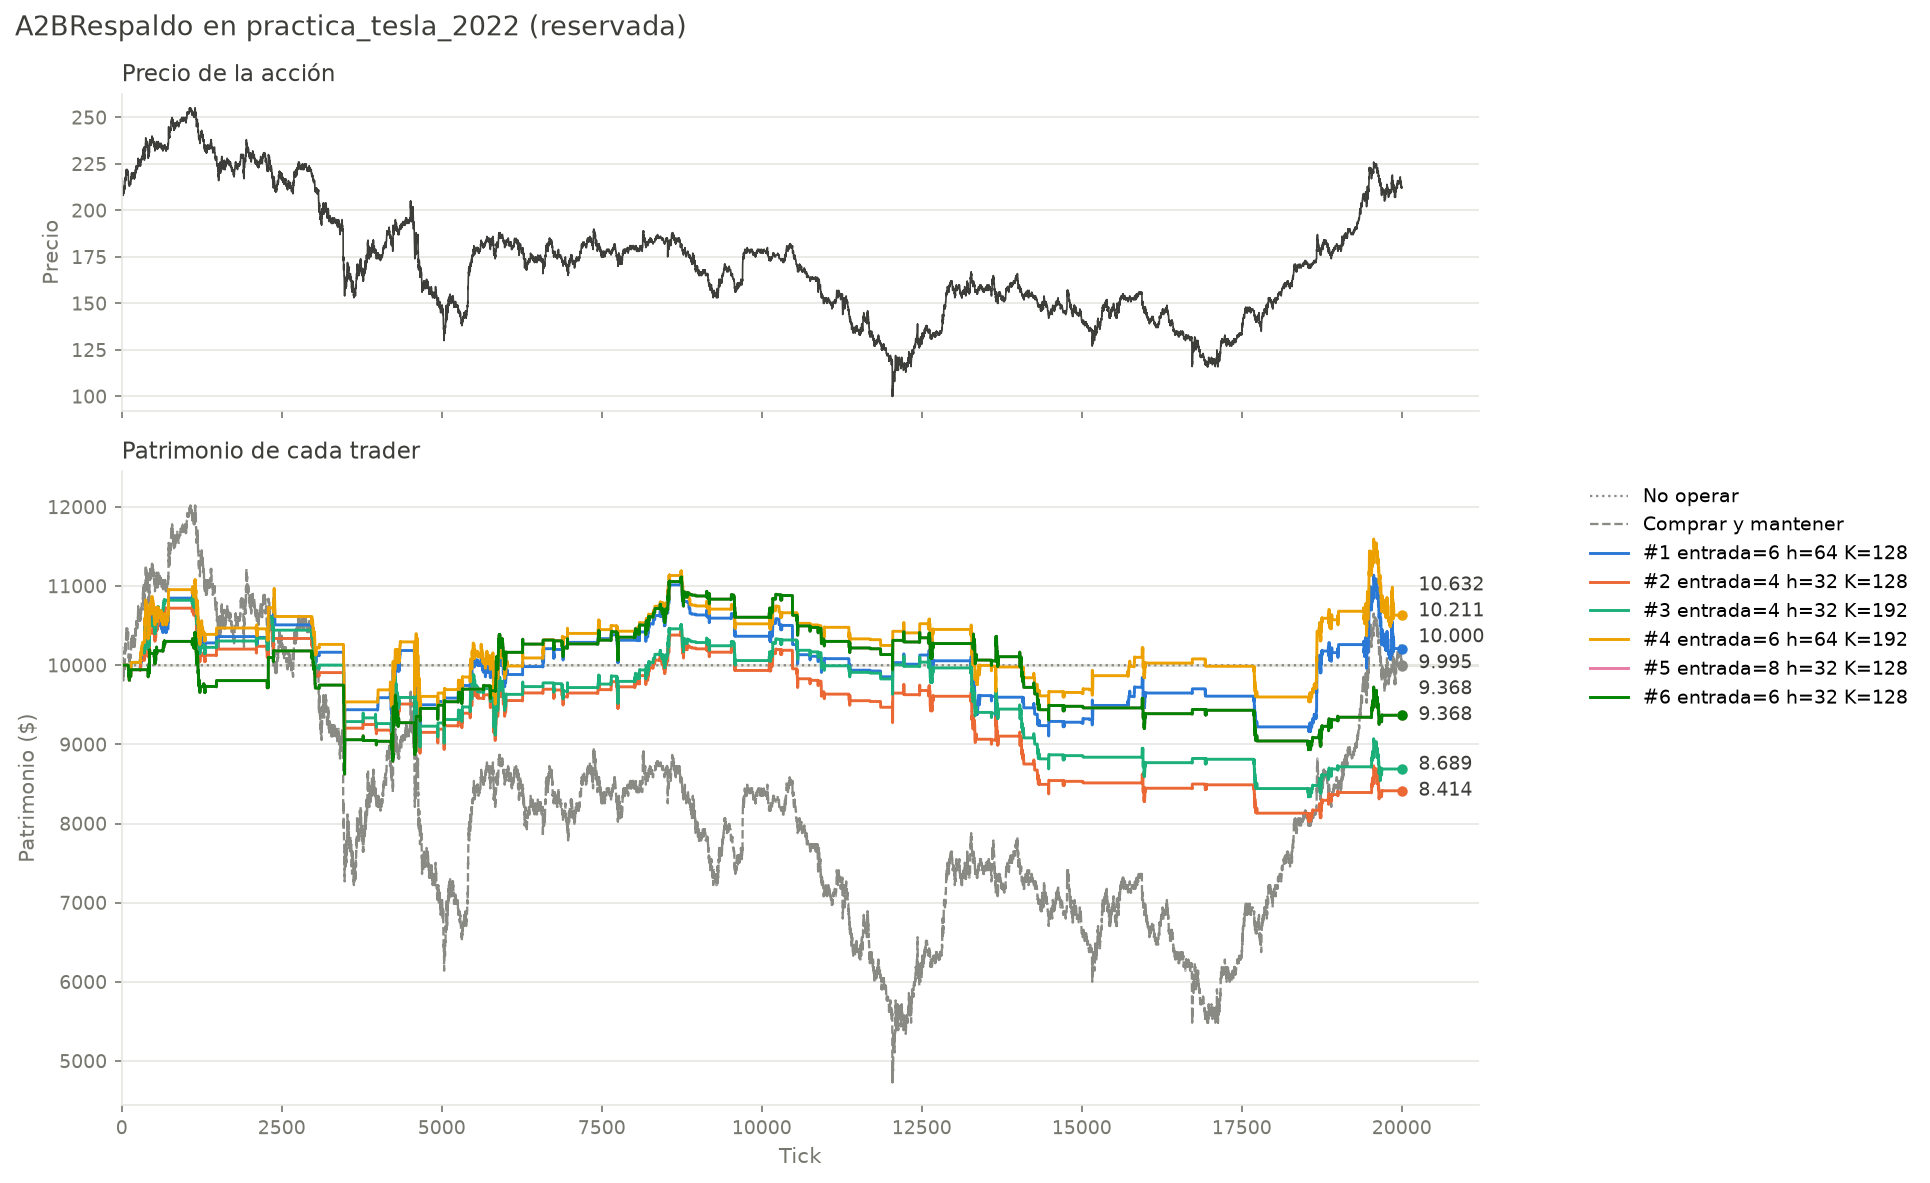 A2BRespaldo en practica_tesla_2022 (reservada)
Precio de la acción
250
225
200
175
150
125
100
Precio
Patrimonio de cada trader
12000
11000
10000
9000
8000
7000
6000
5000
Patrimonio ($)
0
2500
5000
7500
10000
12500
15000
17500
20000
Tick
10.632
10.211
10.000
9.995
9.368
9.368
8.689
8.414
No operar
Comprar y mantener
#1 entrada=6 h=64 K=128
#2 entrada=4 h=32 K=128
#3 entrada=4 h=32 K=192
#4 entrada=6 h=64 K=192
#5 entrada=8 h=32 K=128
#6 entrada=6 h=32 K=128